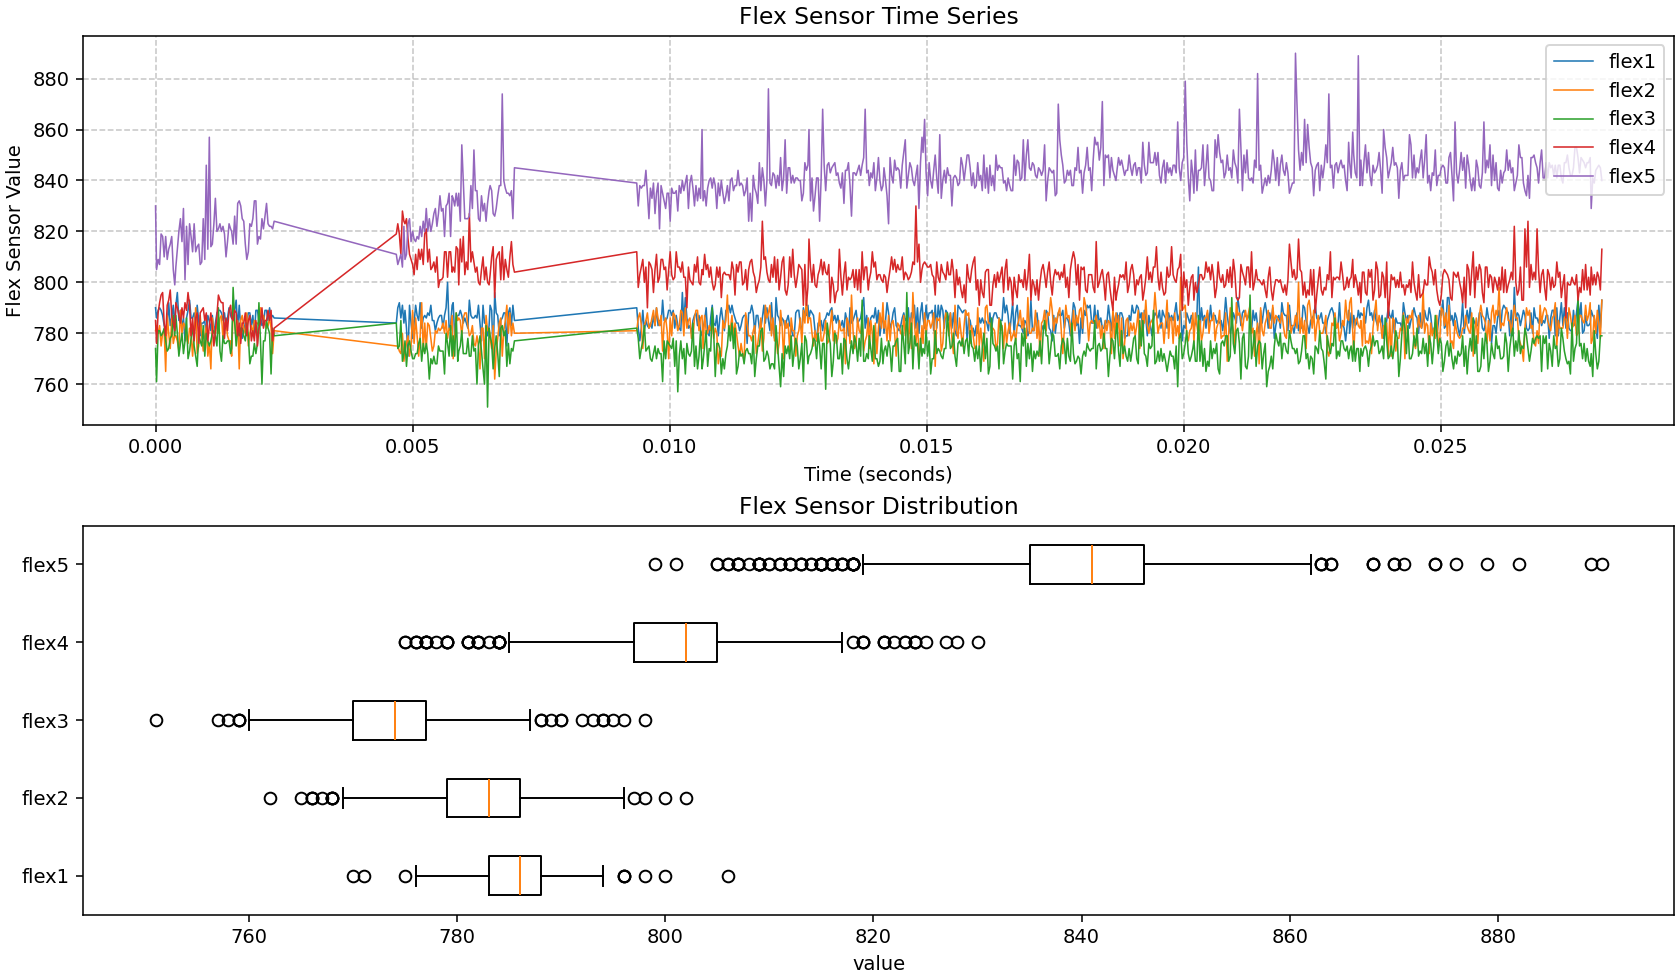 Flex Sensor Time Series
Flex Sensor Value
880
860
840
820
800
780
760
flex1
flex2
flex3
flex4
flex5
0.000 0.005 0.010 0.015 0.020 0.025
Time (seconds)
Flex Sensor Distribution
flex5
flex4
flex3
flex2
flex1
760 780 800 820 840 860 880
value